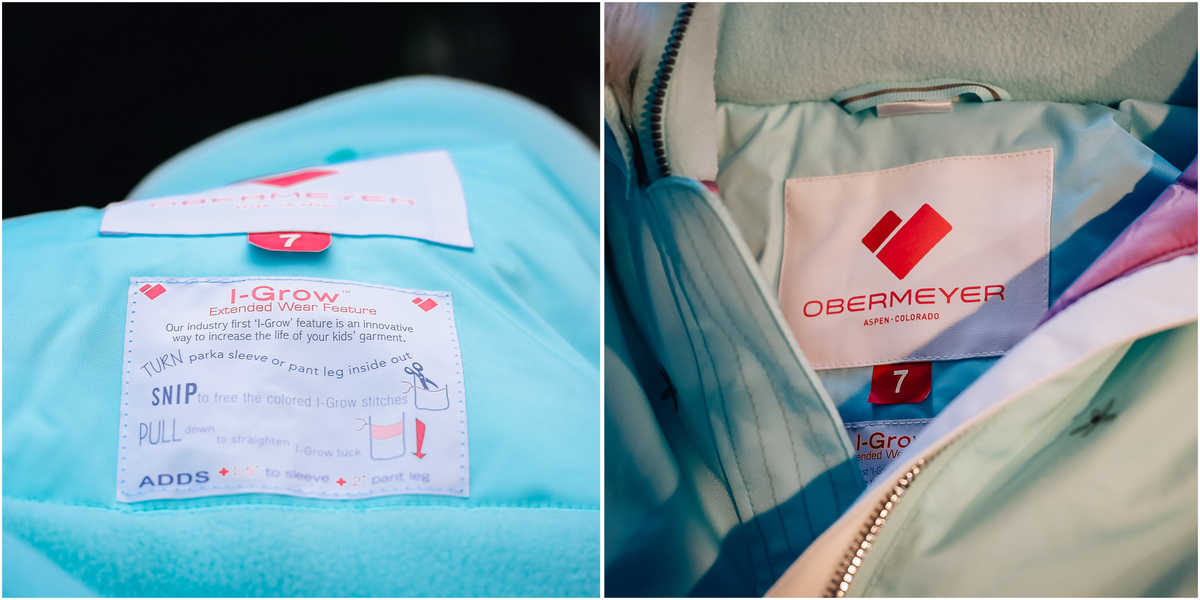 OBERMEYER
7
I-Grow™
Extended Wear Feature
Our industry first 'I-Grow' feature is an innovative
way to increase the life of your kids' garment.
TURN parka sleeve or pant leg inside out
SNIP to free the colored I-Grow stitches
PULL down to straighten I-Grow tuck
ADDS to sleeve + 2" pant leg
OBERMEYER
ASPEN · COLORADO
7
I-Grow
Extended Wear